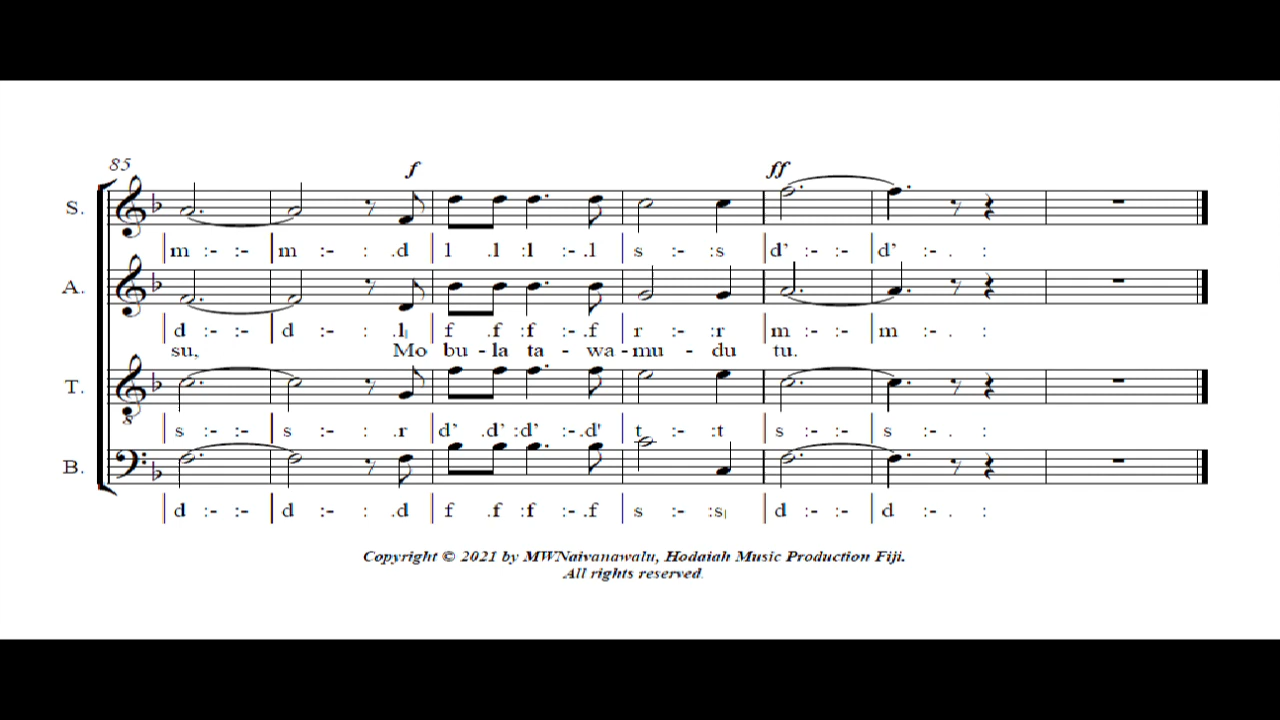 85
f
ff
S.
m :-:- m :- : .d l .l :l :-.l s :- :s d' :-:- d' :- . :
A.
d :-:- d :- : .l, f .f :f :-.f r :- :r m :-:- m :- . :
su, Mo bu - la ta - wa - mu - du tu.
T.
8
s :-:- s :- : .r d' .d' :d' :-.d' t :- :t s :-:- s :- . :
B.
d :-:- d :- : .d f .f :f :-.f s :- :s, d :-:- d :- . :
Copyright © 2021 by MWNaivanawalu, Hodaiah Music Production Fiji.
All rights reserved.